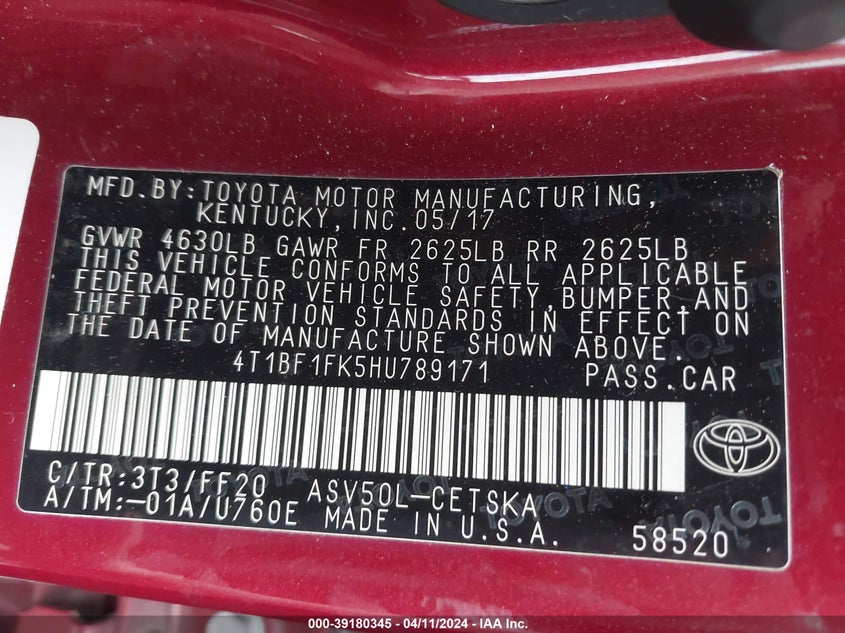 MFD.BY:TOYOTA MOTOR MANUFACTURING,
KENTUCKY,INC.05/17
GVWR 4630LB GAWR FR 2625LB RR 2625LB
THIS VEHICLE CONFORMS TO ALL APPLICABLE
FEDERAL MOTOR VEHICLE SAFETY,BUMPER,AND
THEFT PREVENTION STANDARDS IN EFFECT ON
THE DATE OF MANUFACTURE SHOWN ABOVE.
4T1BF1FK5HU789171 PASS.CAR
C/TR:3T3/FF20 ASV50L-CETSKA
A/TM:-01A/U760E MADE IN U.S.A. 58520
TOYOTA
000-39180345 - 04/11/2024 - IAA Inc.